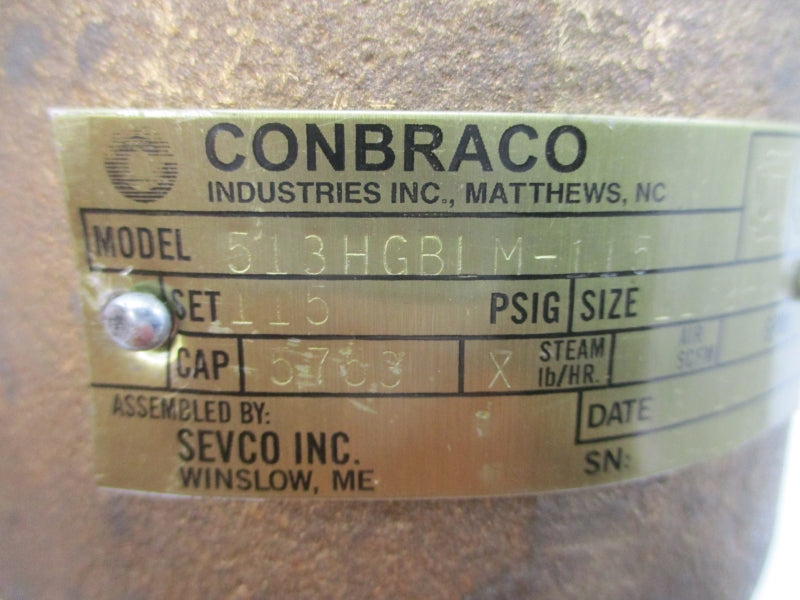 CONBRACO
INDUSTRIES INC., MATTHEWS, NC
MODEL 513HGBLM-115
SET 115 PSIG SIZE
CAP 5763 X STEAM lb/HR. AIR SCFM
ASSEMBLED BY: DATE
SEVCO INC. SN:
WINSLOW, ME